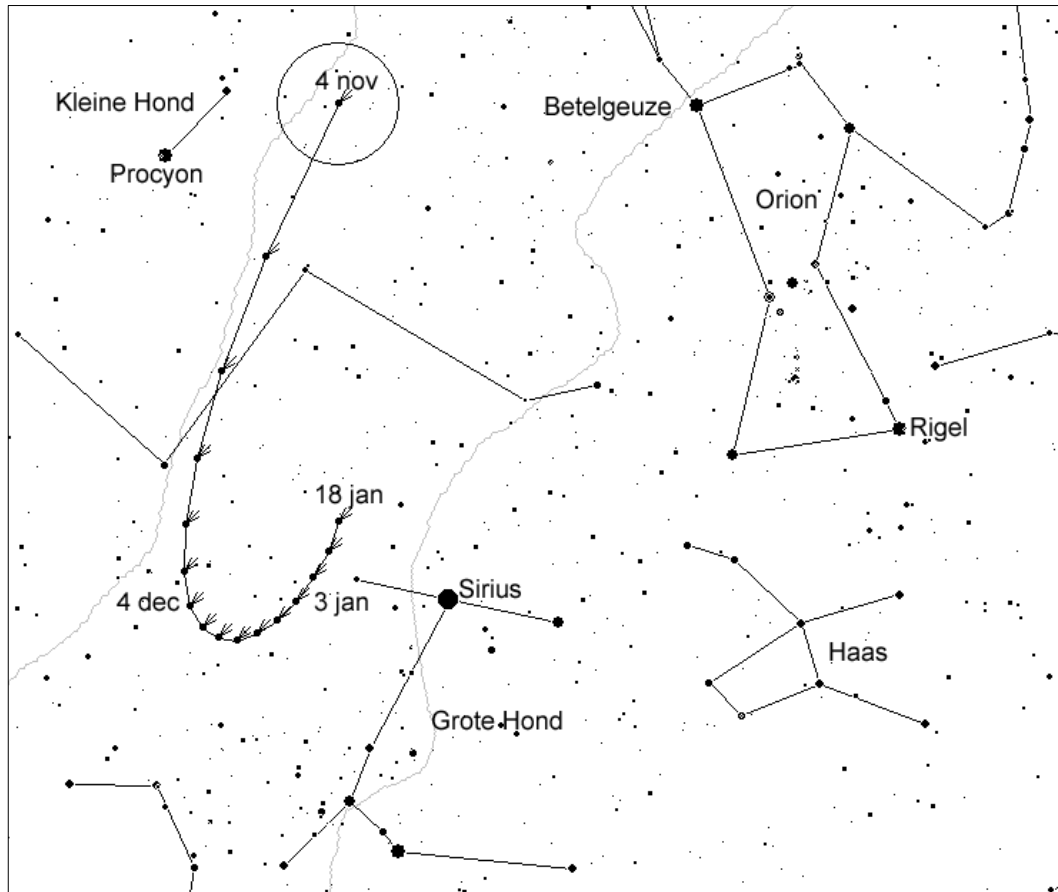 4 nov
Kleine Hond
Betelgeuze
Procyon
Orion
Rigel
18 jan
4 dec
3 jan
Sirius
Haas
Grote Hond